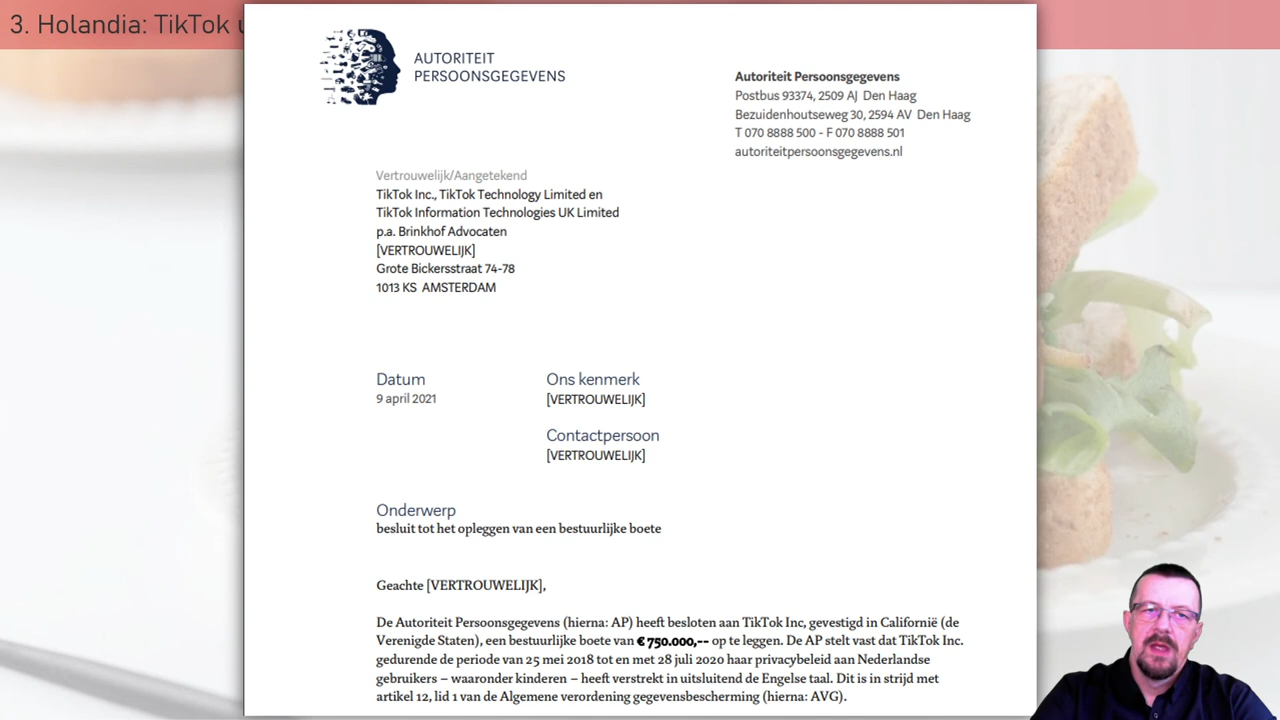 3. Holandia: TikTok
AUTORITEIT
PERSOONSGEGEVENS
Autoriteit Persoonsgegevens
Postbus 93374, 2509 AJ Den Haag
Bezuidenhoutseweg 30, 2594 AV Den Haag
T 070 8888 500 - F 070 8888 501
autoriteitpersoonsgegevens.nl
Vertrouwelijk/Aangetekend
TikTok Inc., TikTok Technology Limited en
TikTok Information Technologies UK Limited
p.a. Brinkhof Advocaten
[VERTROUWELIJK]
Grote Bickersstraat 74-78
1013 KS AMSTERDAM
Datum
9 april 2021
Ons kenmerk
[VERTROUWELIJK]
Contactpersoon
[VERTROUWELIJK]
Onderwerp
besluit tot het opleggen van een bestuurlijke boete
Geachte [VERTROUWELIJK],
De Autoriteit Persoonsgegevens (hierna: AP) heeft besloten aan TikTok Inc, gevestigd in Californië (de
Verenigde Staten), een bestuurlijke boete van € 750.000,-- op te leggen. De AP stelt vast dat TikTok Inc.
gedurende de periode van 25 mei 2018 tot en met 28 juli 2020 haar privacybeleid aan Nederlandse
gebruikers – waaronder kinderen – heeft verstrekt in uitsluitend de Engelse taal. Dit is in strijd met
artikel 12, lid 1 van de Algemene verordening gegevensbescherming (hierna: AVG).